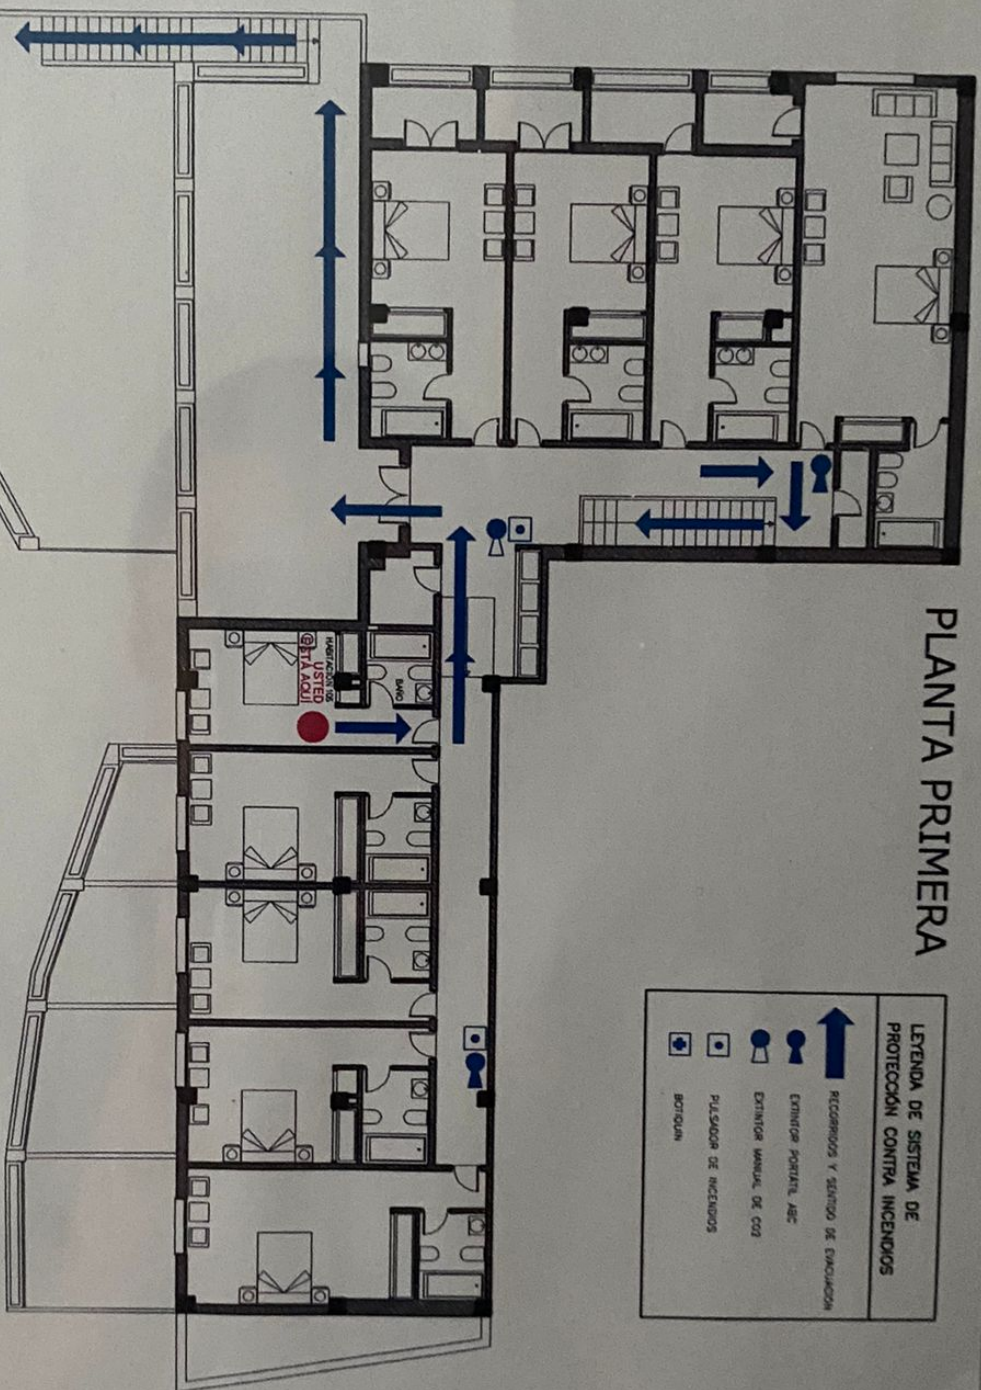 PLANTA PRIMERA
LEYENDA DE SISTEMA DE
PROTECCIÓN CONTRA INCENDIOS
RECORRIDOS Y SENTIDO DE EVACUACION
EXTINTOR PORTATIL ABC
EXTINTOR MANUAL DE CO2
PULSADOR DE INCENDIOS
BOTIQUIN
HABITACION 105
BAÑO
USTED
ESTÁ AQUÍ